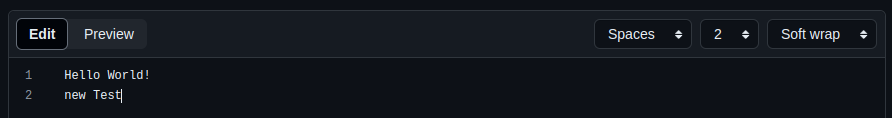 Edit Preview Spaces 2 Soft wrap
1 Hello World!
2 new Test